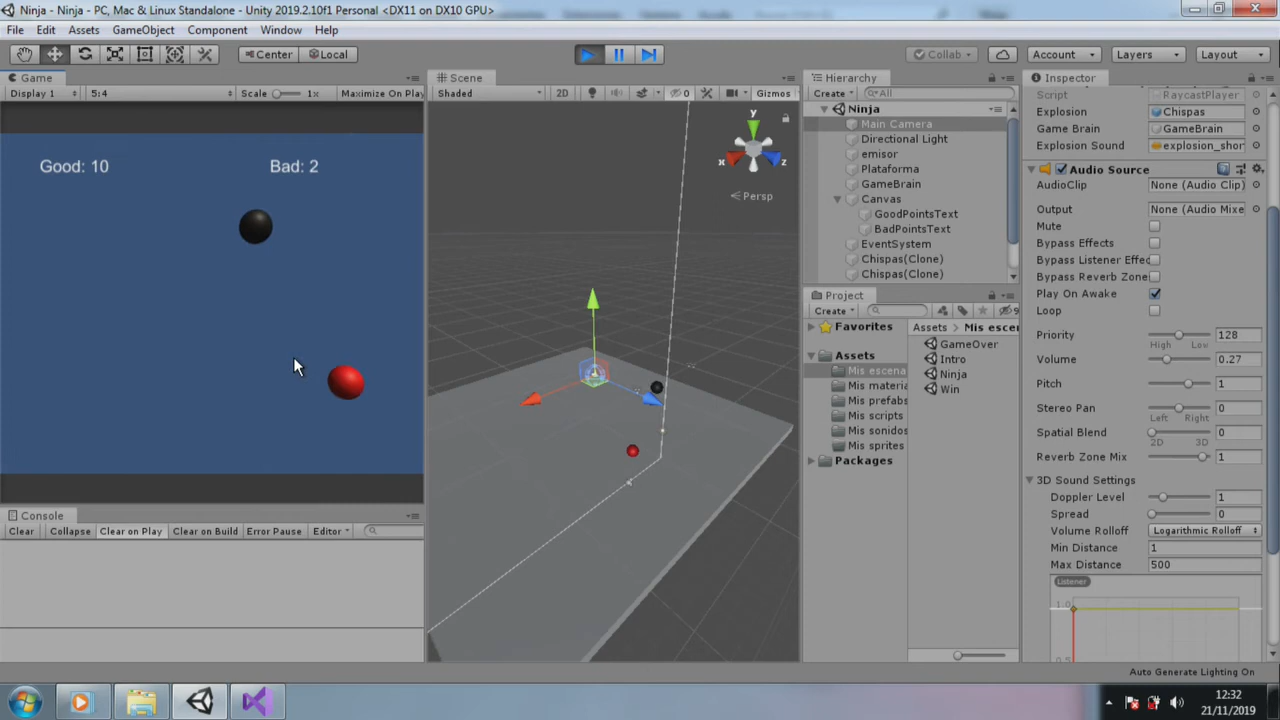 Ninja - Ninja - PC, Mac & Linux Standalone - Unity 2019.2.10f1 Personal <DX11 on DX10 GPU>
File Edit Assets GameObject Component Window Help
Center Local Collab Account Layers Layout
Game
Display 1 5:4 Scale 1x Maximize On Play
Good: 10 Bad: 2
Console
Clear Collapse Clear on Play Clear on Build Error Pause Editor
Scene
Shaded 2D 0 Gizmos
y
x z
Persp
Hierarchy
Create All
Ninja
Main Camera
Directional Light
emisor
Plataforma
GameBrain
Canvas
GoodPointsText
BadPointsText
EventSystem
Chispas(Clone)
Chispas(Clone)
Project
Create 9
Favorites
Assets
Mis escena
Mis materia
Mis prefabs
Mis scripts
Mis sonidos
Mis sprites
Packages
Assets Mis escen
GameOver
Intro
Ninja
Win
Inspector
Script RaycastPlayer
Explosion Chispas
Game Brain GameBrain
Explosion Sound explosion_shor
Audio Source
AudioClip None (Audio Clip)
Output None (Audio Mixe
Mute
Bypass Effects
Bypass Listener Effec
Bypass Reverb Zone
Play On Awake
Loop
Priority 128
High Low
Volume 0.27
Pitch 1
Stereo Pan 0
Left Right
Spatial Blend 0
2D 3D
Reverb Zone Mix 1
3D Sound Settings
Doppler Level 1
Spread 0
Volume Rolloff Logarithmic Rolloff
Min Distance 1
Max Distance 500
Listener
1.0
0.5
Auto Generate Lighting On
12:32
21/11/2019